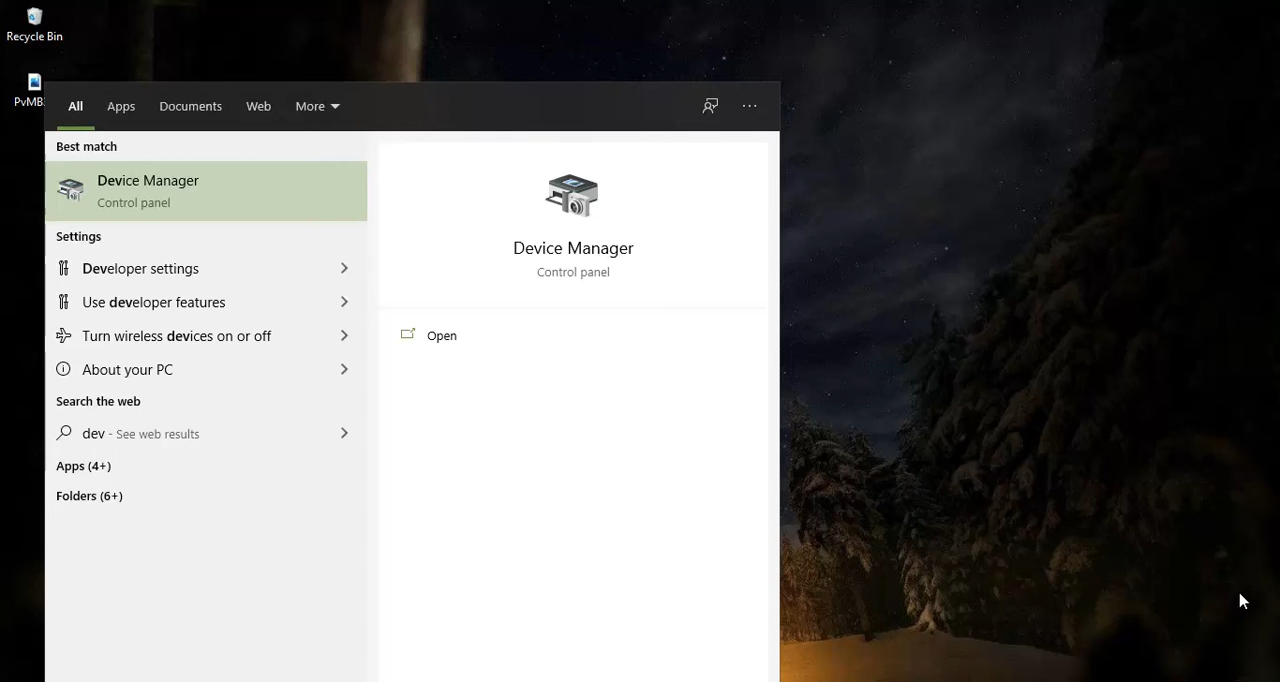 Recycle Bin
All Apps Documents Web More
Best match
Device Manager
Control panel
Settings
Developer settings
Use developer features
Turn wireless devices on or off
About your PC
Search the web
dev - See web results
Apps (4+)
Folders (6+)
Device Manager
Control panel
Open